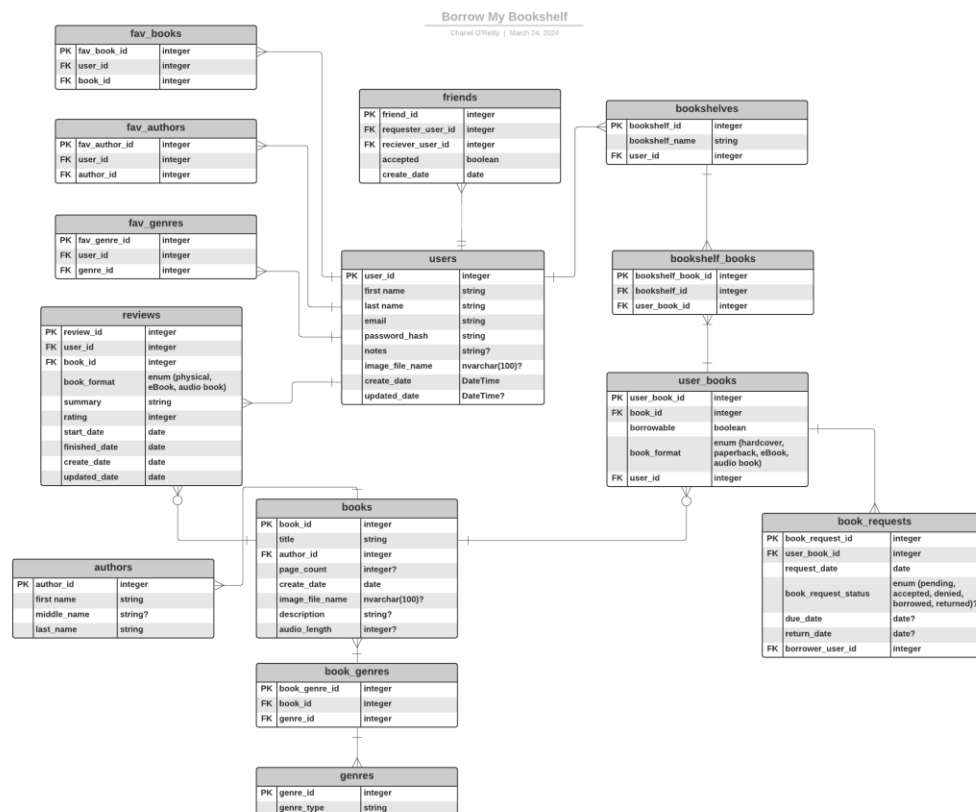 Borrow My Bookshelf
Chanel O'Reilly | March 24, 2024
fav_books
PK fav_book_id integer
FK user_id integer
FK book_id integer
fav_authors
PK fav_author_id integer
FK user_id integer
FK author_id integer
fav_genres
PK fav_genre_id integer
FK user_id integer
FK genre_id integer
friends
PK friend_id integer
FK requester_user_id integer
FK reciever_user_id integer
accepted boolean
create_date date
bookshelves
PK bookshelf_id integer
bookshelf_name string
FK user_id integer
users
PK user_id integer
first name string
last name string
email string
password_hash string
notes string?
image_file_name nvarchar(100)?
create_date DateTime
updated_date DateTime?
bookshelf_books
PK bookshelf_book_id integer
FK bookshelf_id integer
FK user_book_id integer
reviews
PK review_id integer
FK user_id integer
FK book_id integer
book_format enum (physical,
eBook, audio book)
summary string
rating integer
start_date date
finished_date date
create_date date
updated_date date
user_books
PK user_book_id integer
FK book_id integer
borrowable boolean
book_format enum (hardcover,
paperback, eBook,
audio book)
FK user_id integer
books
PK book_id integer
title string
FK author_id integer
page_count integer?
create_date date
image_file_name nvarchar(100)?
description string?
audio_length integer?
book_requests
PK book_request_id integer
FK user_book_id integer
request_date date
book_request_status enum (pending,
accepted, denied,
borrowed, returned)?
due_date date?
return_date date?
FK borrower_user_id integer
authors
PK author_id integer
first name string
middle_name string?
last_name string
book_genres
PK book_genre_id integer
FK book_id integer
FK genre_id integer
genres
PK genre_id integer
genre_type string